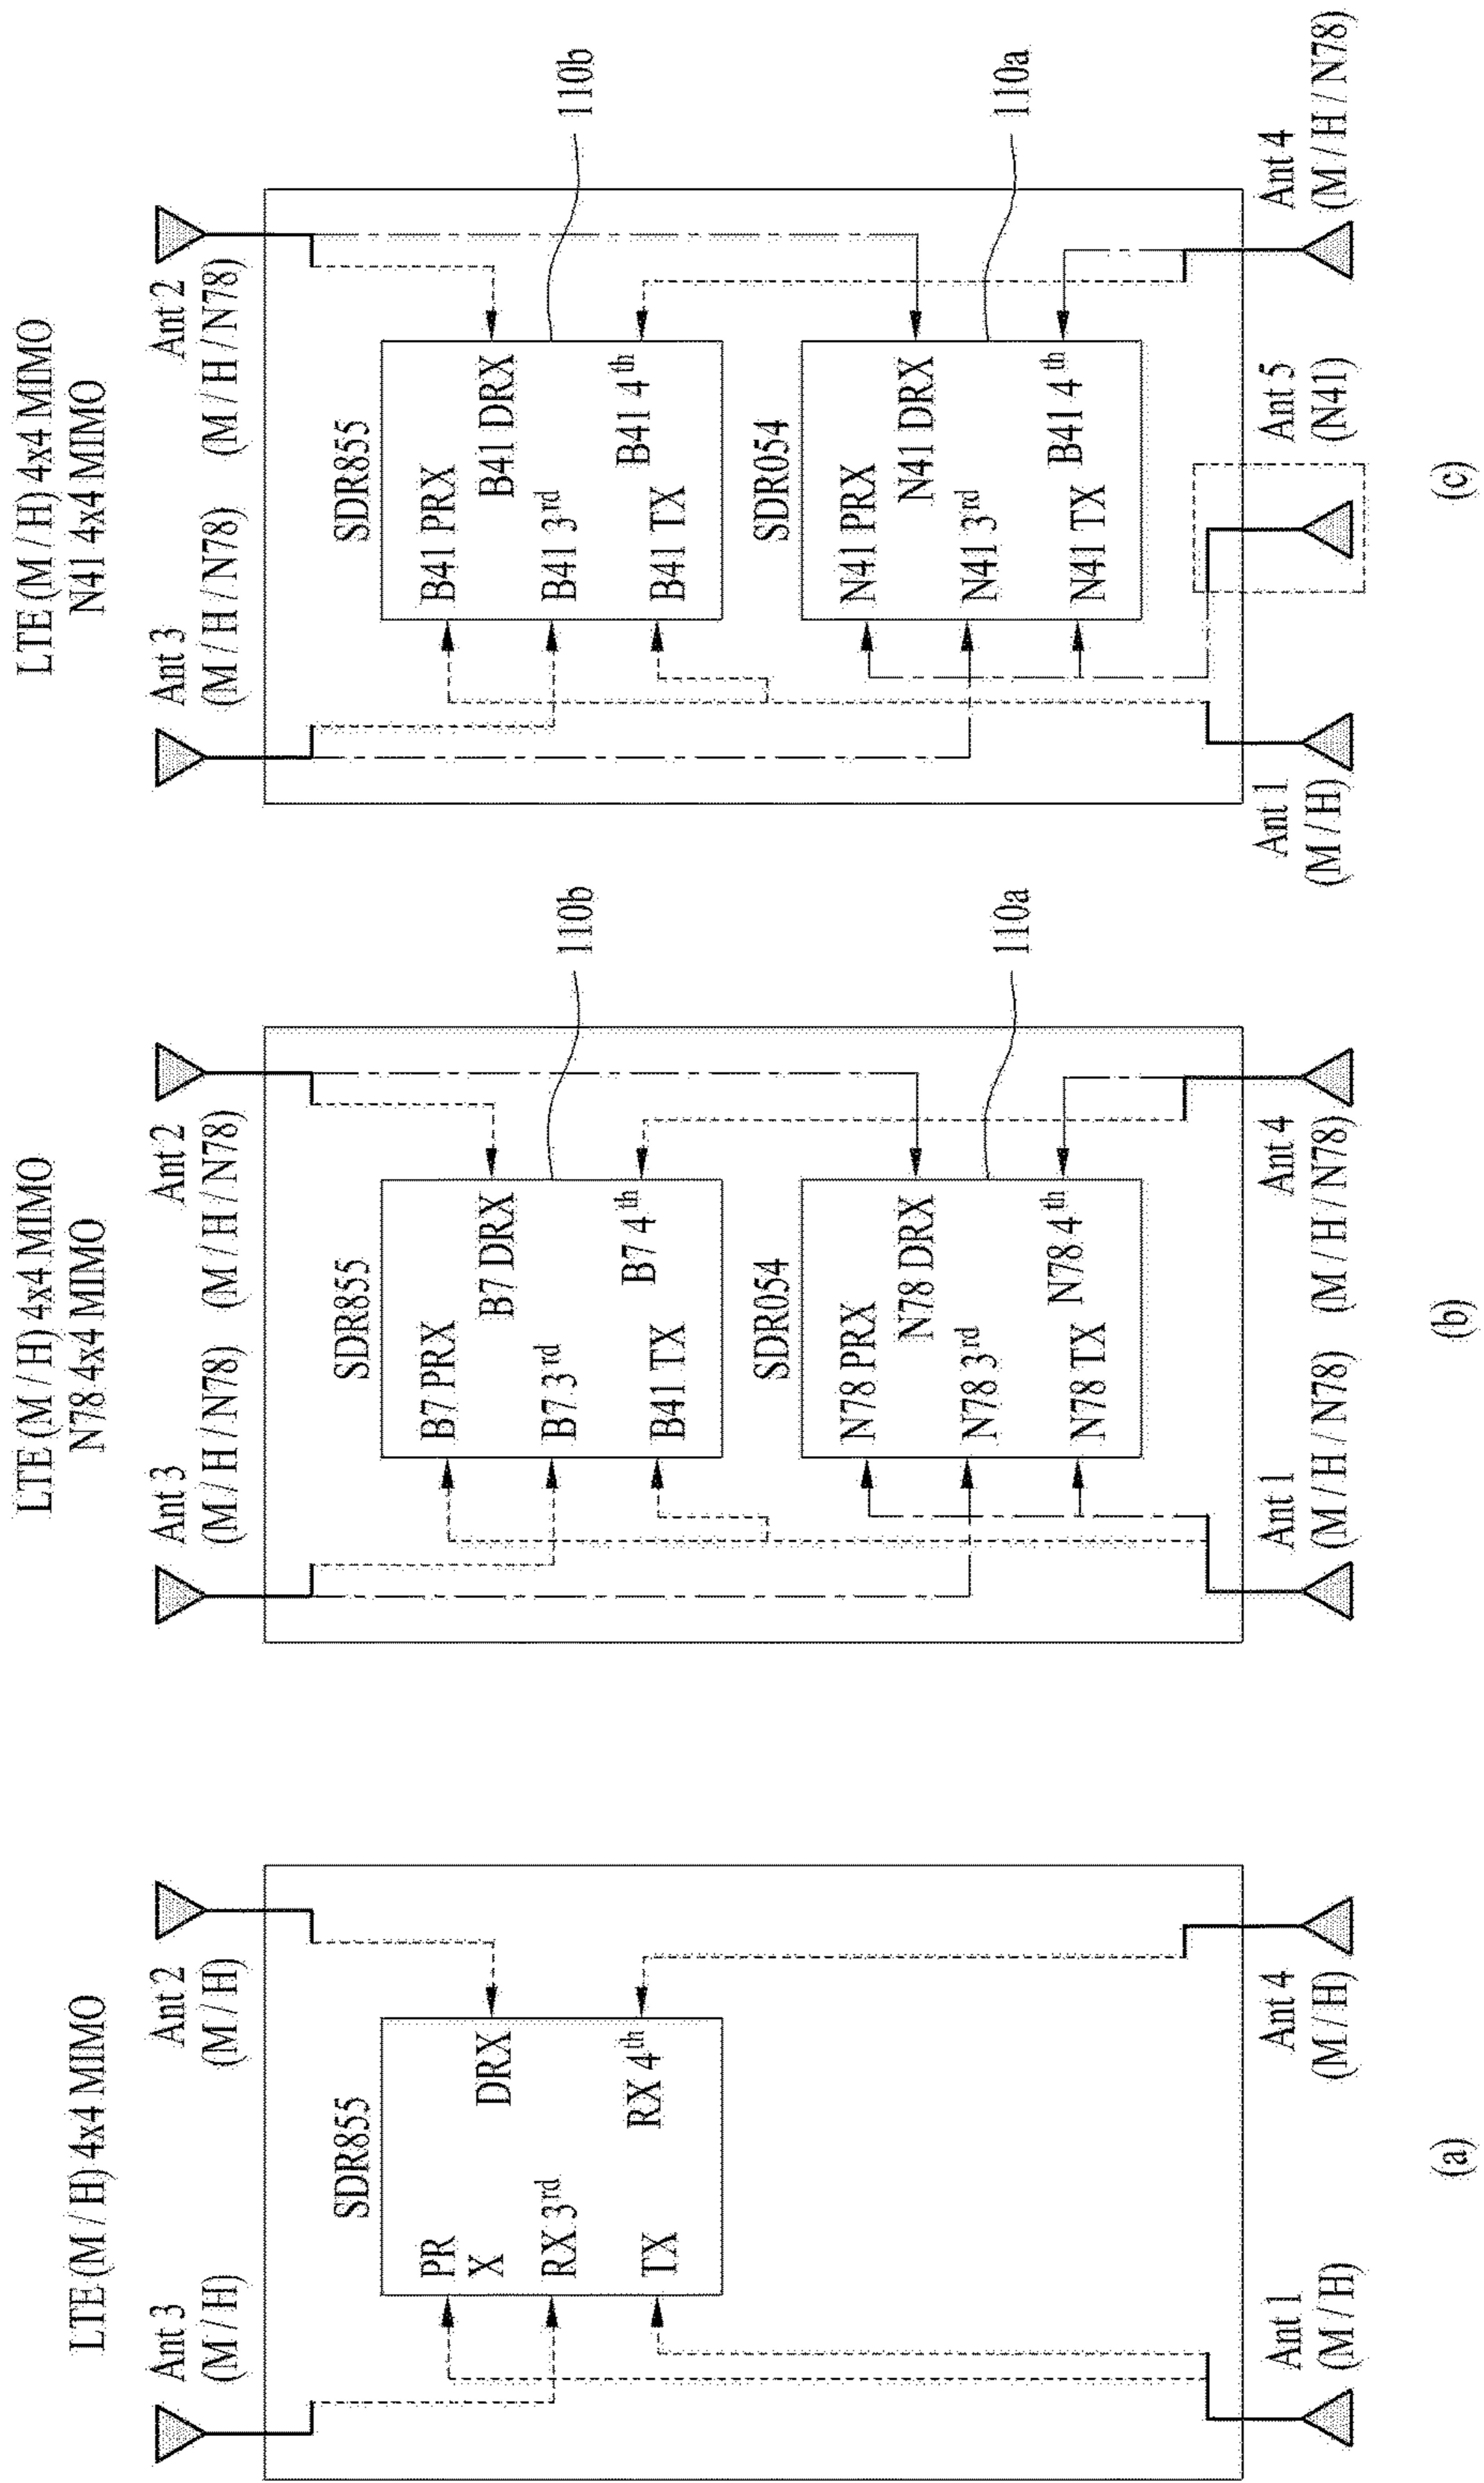 LTE (M / H) 4x4 MIMO
Ant 3
(M / H)
Ant 2
(M / H)
SDR855
PR
X
DRX
RX 3rd
RX 4th
TX
Ant 1
(M / H)
Ant 4
(M / H)
(a)
LTE (M / H) 4x4 MIMO
N78 4x4 MIMO
Ant 3
(M / H / N78)
Ant 2
(M / H / N78)
SDR855
B7 PRX
B7 DRX
B7 3rd
B7 4th
B41 TX
110b
SDR054
N78 PRX
N78 DRX
N78 3rd
N78 4th
N78 TX
110a
Ant 1
(M / H / N78)
Ant 4
(M / H / N78)
(b)
LTE (M / H) 4x4 MIMO
N41 4x4 MIMO
Ant 3
(M / H / N78)
Ant 2
(M / H / N78)
SDR855
B41 PRX
B41 DRX
B41 3rd
B41 4th
B41 TX
110b
SDR054
N41 PRX
N41 DRX
N41 3rd
B41 4th
N41 TX
110a
Ant 1
(M / H)
Ant 5
(N41)
Ant 4
(M / H / N78)
(c)